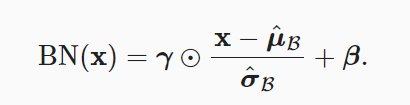 BN(𝐱) = 𝜸 ⊙ (𝐱 − 𝝁̂_ℬ) / 𝝈̂_ℬ + 𝜷.